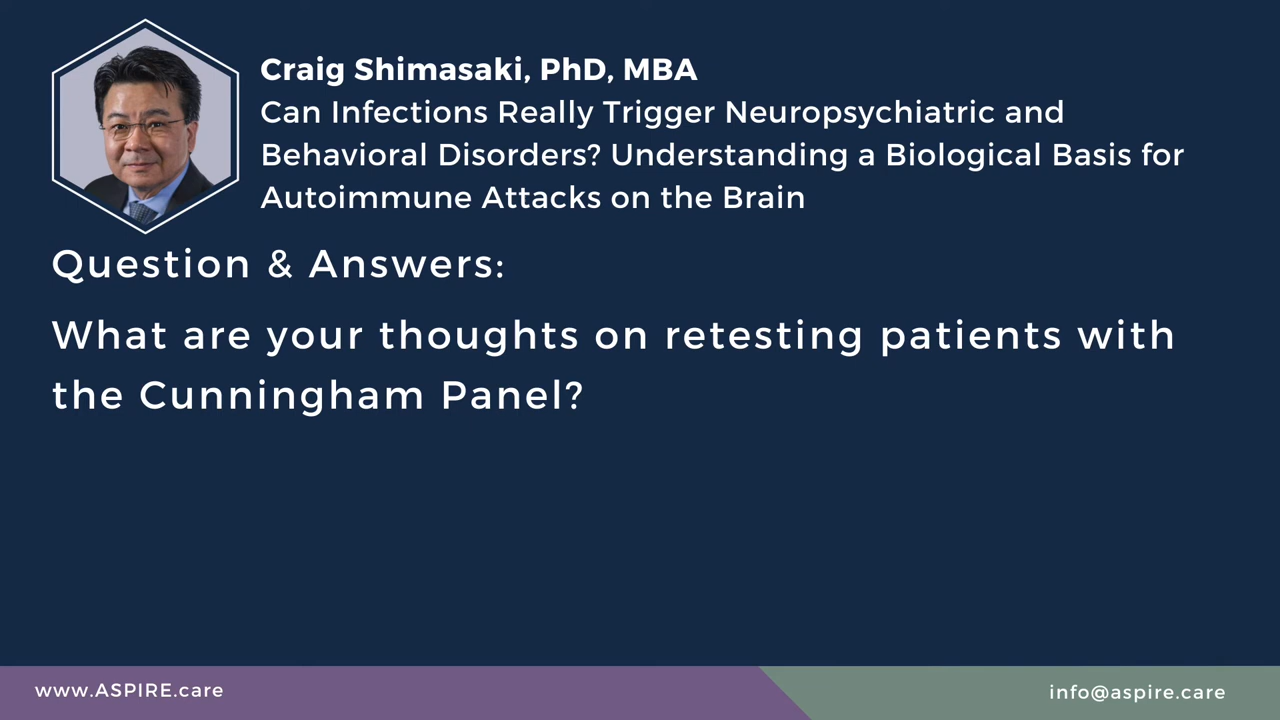 Craig Shimasaki, PhD, MBA
Can Infections Really Trigger Neuropsychiatric and
Behavioral Disorders? Understanding a Biological Basis for
Autoimmune Attacks on the Brain
Question & Answers:
What are your thoughts on retesting patients with
the Cunningham Panel?
www.ASPIRE.care
info@aspire.care